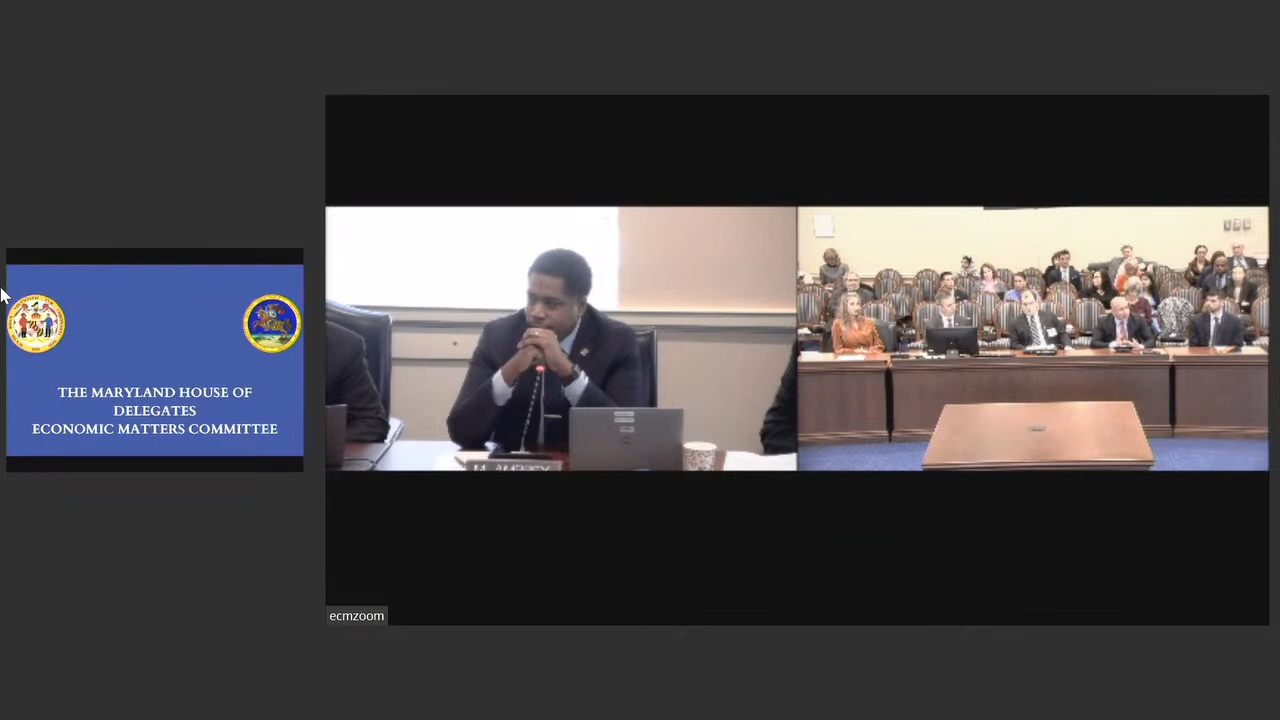 THE MARYLAND HOUSE OF
DELEGATES
ECONOMIC MATTERS COMMITTEE
ecmzoom